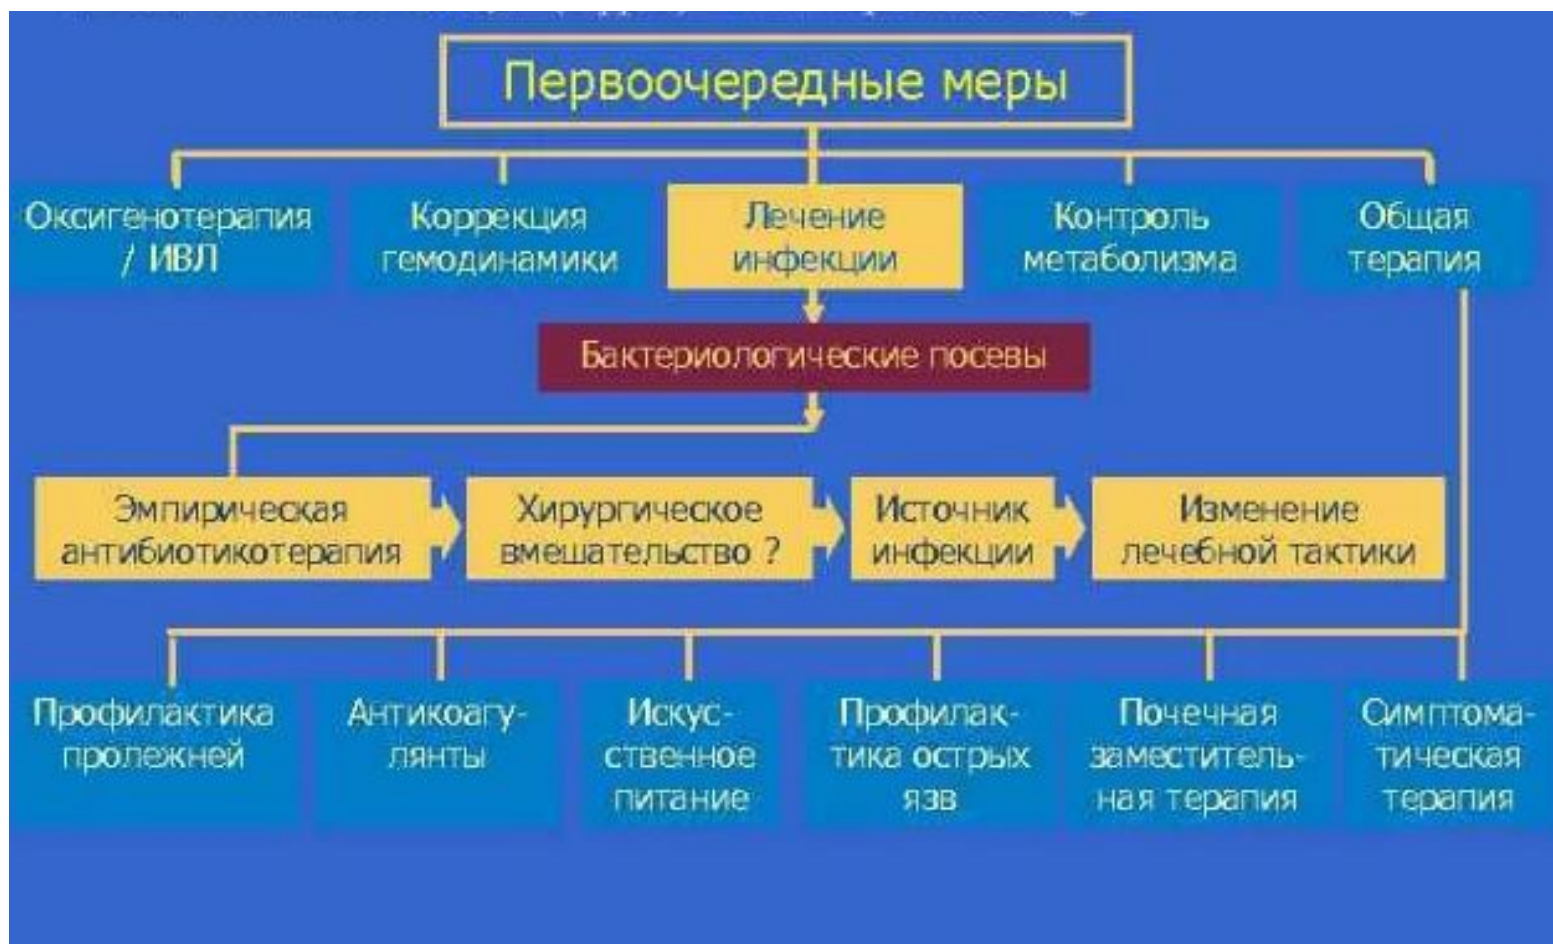 Первоочередные меры
Оксигенотерапия
/ ИВЛ
Коррекция
гемодинамики
Лечение
инфекции
Контроль
метаболизма
Общая
терапия
Бактериологические посевы
Эмпирическая
антибиотикотерапия
Хирургическое
вмешательство ?
Источник
инфекции
Изменение
лечебной тактики
Профилактика
пролежней
Антикоагу-
лянты
Искус-
ственное
питание
Профилак-
тика острых
язв
Почечная
заместитель-
ная терапия
Симптома-
тическая
терапия